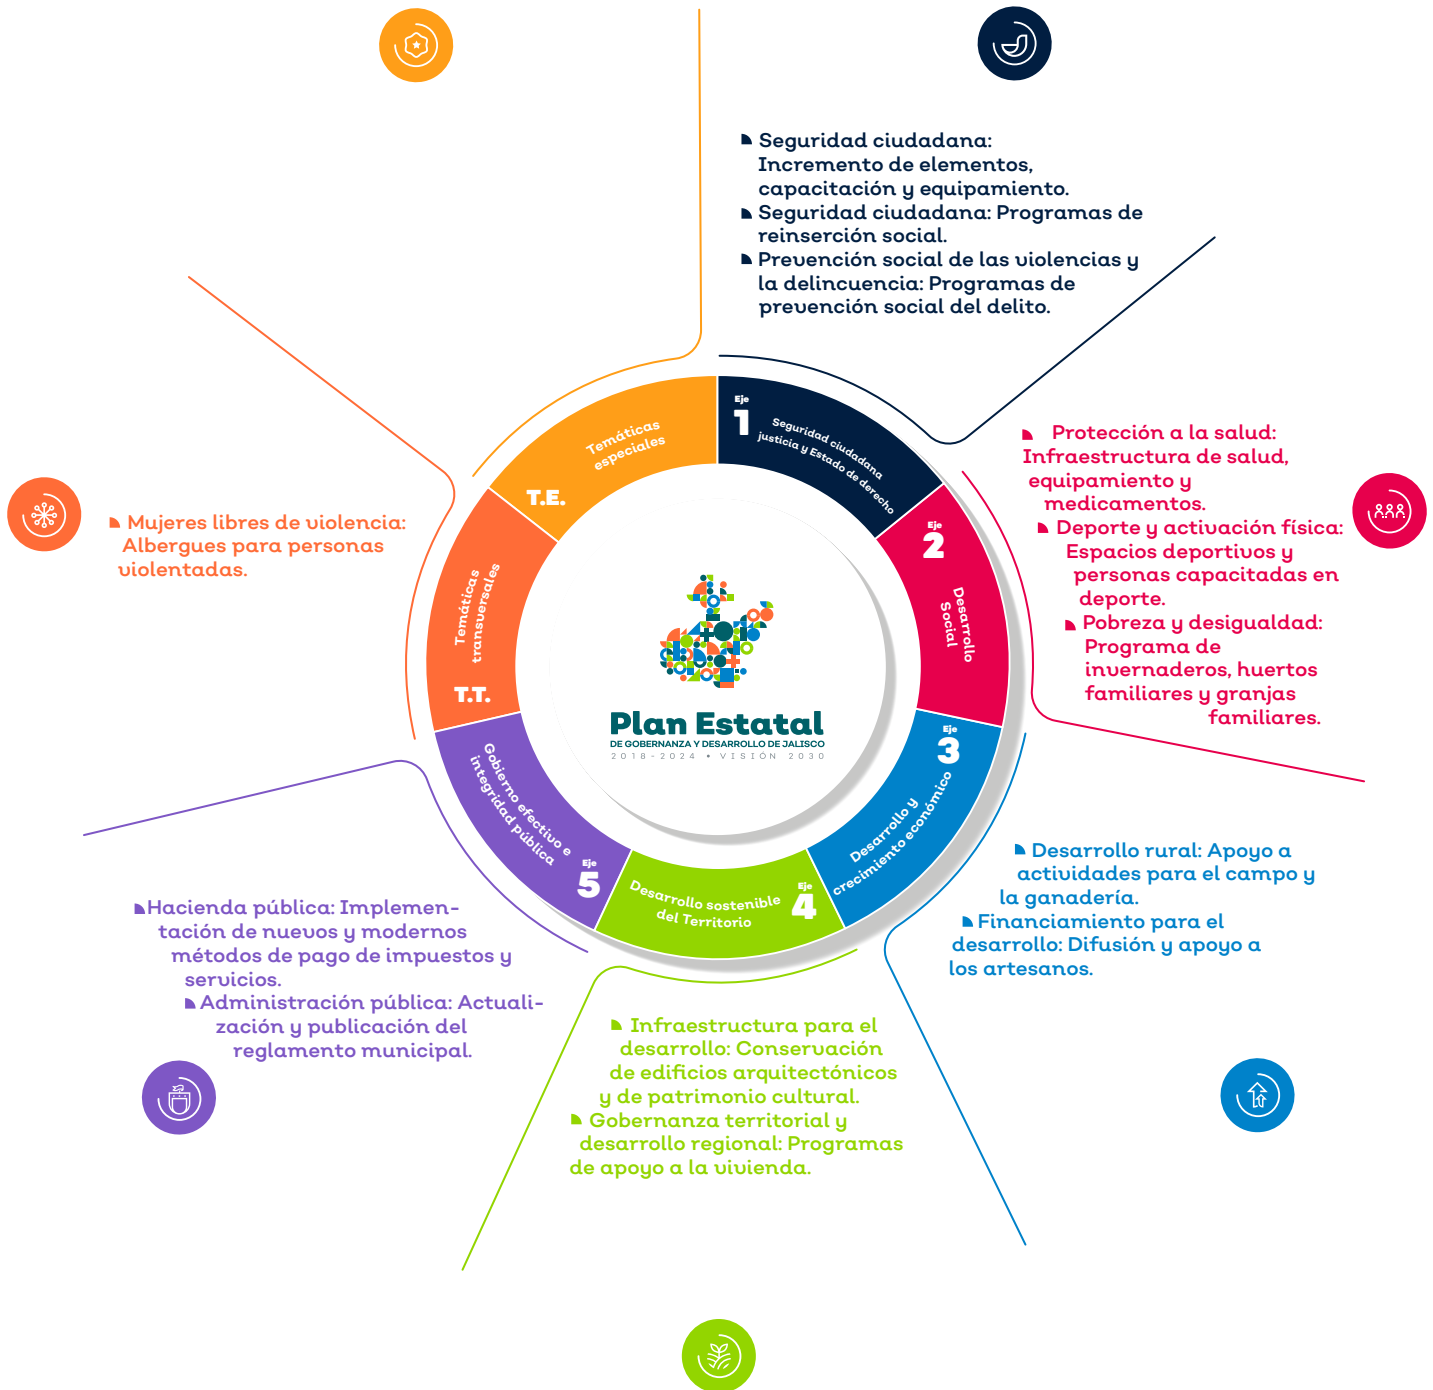 Seguridad ciudadana:
Incremento de elementos,
capacitación y equipamiento.
Seguridad ciudadana: Programas de
reinserción social.
Prevención social de las violencias y
la delincuencia: Programas de
prevención social del delito.
Protección a la salud:
Infraestructura de salud,
equipamiento y
medicamentos.
Deporte y activación física:
Espacios deportivos y
personas capacitadas en
deporte.
Pobreza y desigualdad:
Programa de
invernaderos, huertos
familiares y granjas
familiares.
Desarrollo rural: Apoyo a
actividades para el campo y
la ganadería.
Financiamiento para el
desarrollo: Difusión y apoyo a
los artesanos.
Infraestructura para el
desarrollo: Conservación
de edificios arquitectónicos
y de patrimonio cultural.
Gobernanza territorial y
desarrollo regional: Programas
de apoyo a la vivienda.
Hacienda pública: Implemen-
tación de nuevos y modernos
métodos de pago de impuestos y
servicios.
Administración pública: Actuali-
zación y publicación del
reglamento municipal.
Mujeres libres de violencia:
Albergues para personas
violentadas.
Eje
1
Seguridad ciudadana
justicia y Estado de derecho
Eje
2
Desarrollo
Social
Eje
3
Desarrollo y
crecimiento económico
Eje
4
Desarrollo sostenible
del Territorio
Eje
5
Gobierno efectivo e
integridad pública
T.T.
Temáticas
transversales
T.E.
Temáticas
especiales
Plan Estatal
DE GOBERNANZA Y DESARROLLO DE JALISCO
2018-2024 • VISIÓN 2030